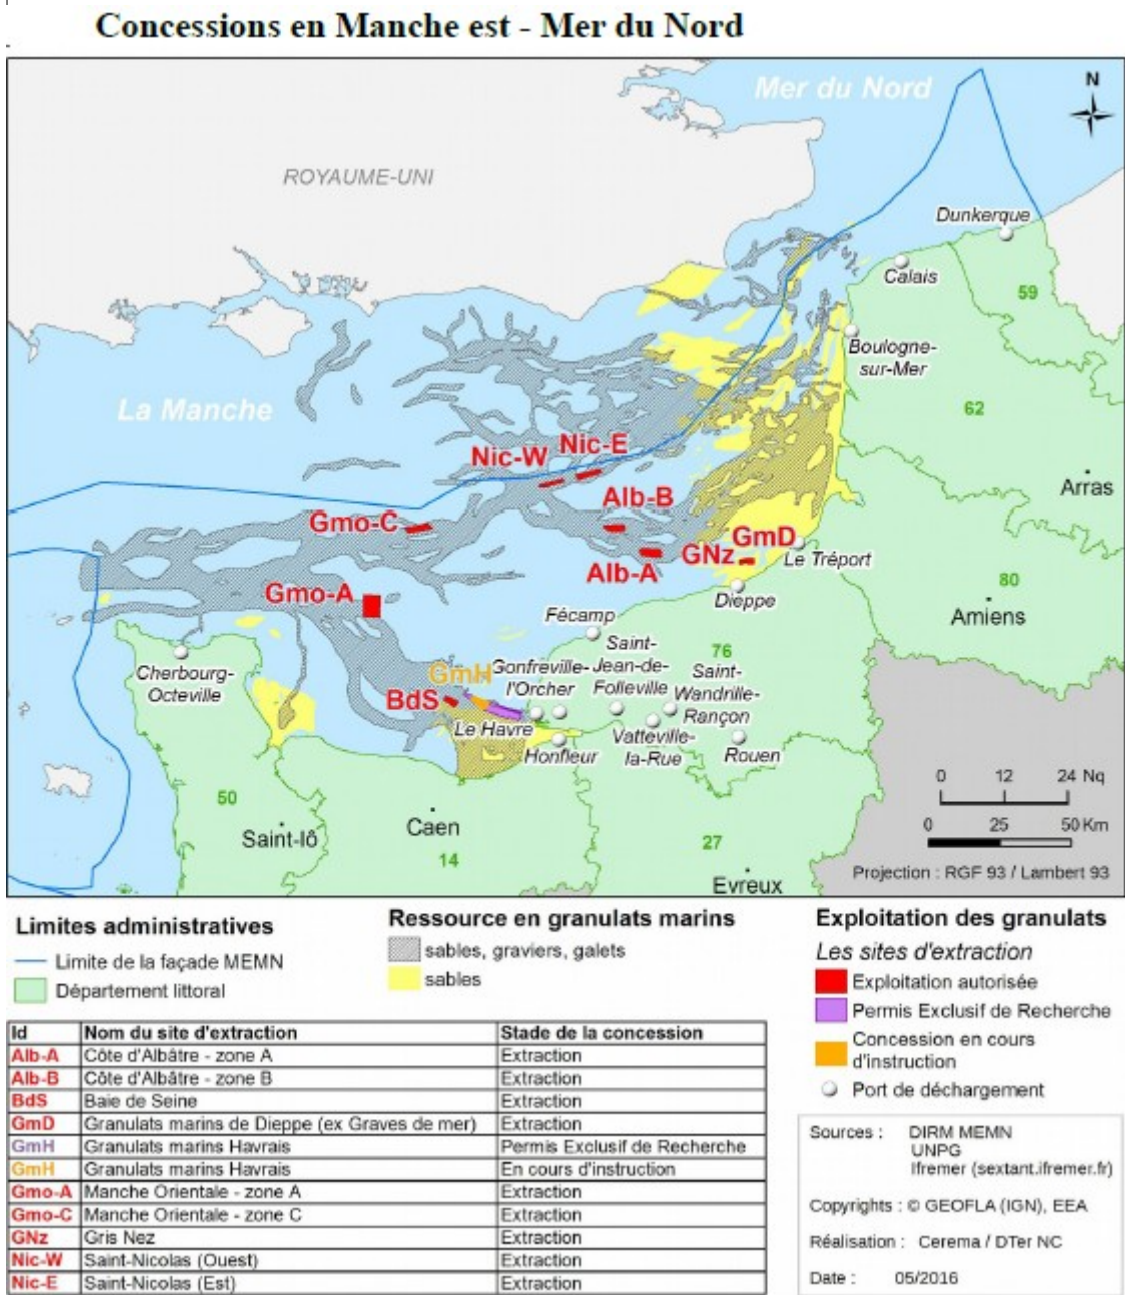 Concessions en Manche est - Mer du Nord
Mer du Nord
N
ROYAUME-UNI
Dunkerque
Calais
59
Boulogne-
sur-Mer
La Manche
62
Nic-W
Nic-E
Arras
Alb-B
Gmo-C
GmD
GNz
Le Tréport
Alb-A
80
Gmo-A
Dieppe
Amiens
Fécamp
Cherbourg-
Octeville
Saint-
Jean-de-
Folleville
76
GmH
Gonfreville-
l'Orcher
Saint-
Wandrille-
Rançon
BdS
Le Havre
Honfleur
Vatteville-
la-Rue
Rouen
50
Saint-lô
Caen
14
27
Evreux
0 12 24 Nq
0 25 50 Km
Projection : RGF 93 / Lambert 93
Limites administratives
Limite de la façade MEMN
Département littoral
Ressource en granulats marins
sables, graviers, galets
sables
Exploitation des granulats
Les sites d'extraction
Exploitation autorisée
Permis Exclusif de Recherche
Concession en cours
d'instruction
Port de déchargement
Id Nom du site d'extraction Stade de la concession
Alb-A Côte d'Albâtre - zone A Extraction
Alb-B Côte d'Albâtre - zone B Extraction
BdS Baie de Seine Extraction
GmD Granulats marins de Dieppe (ex Graves de mer) Extraction
GmH Granulats marins Havrais Permis Exclusif de Recherche
GmH Granulats marins Havrais En cours d'instruction
Gmo-A Manche Orientale - zone A Extraction
Gmo-C Manche Orientale - zone C Extraction
GNz Gris Nez Extraction
Nic-W Saint-Nicolas (Ouest) Extraction
Nic-E Saint-Nicolas (Est) Extraction
Sources : DIRM MEMN
UNPG
Ifremer (sextant.ifremer.fr)
Copyrights : © GEOFLA (IGN), EEA
Réalisation : Cerema / DTer NC
Date : 05/2016